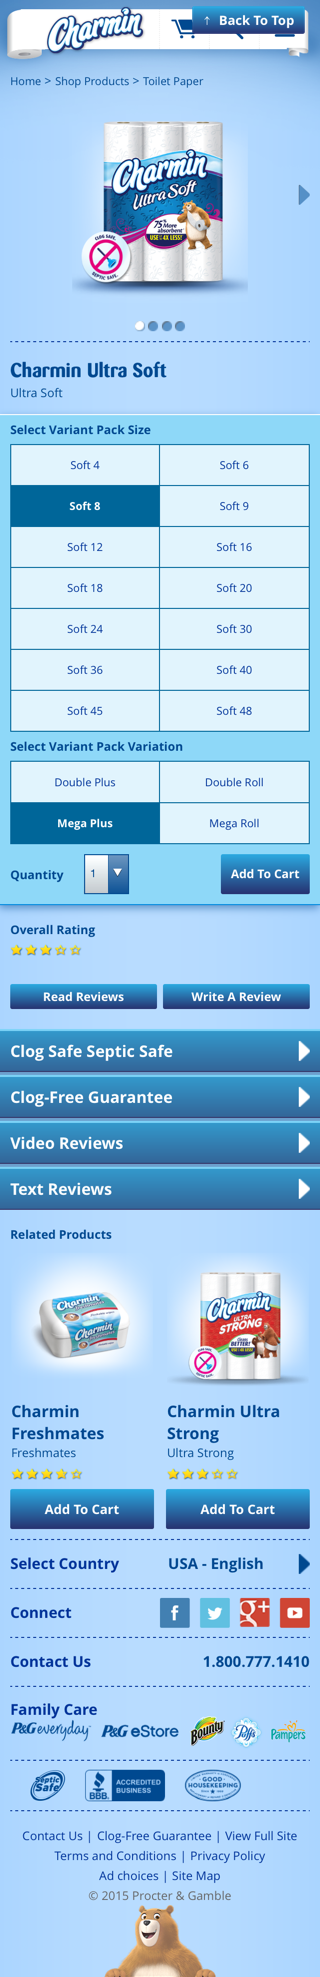 Charmin
↑ Back To Top
Home > Shop Products > Toilet Paper
Charmin
Ultra Soft
75% More
absorbent
USE UP TO 4X LESS!
CLOG SAFE.
SEPTIC SAFE.
Charmin Ultra Soft
Ultra Soft
Select Variant Pack Size
Soft 4
Soft 6
Soft 8
Soft 9
Soft 12
Soft 16
Soft 18
Soft 20
Soft 24
Soft 30
Soft 36
Soft 40
Soft 45
Soft 48
Select Variant Pack Variation
Double Plus
Double Roll
Mega Plus
Mega Roll
Quantity
1
Add To Cart
Overall Rating
Read Reviews
Write A Review
Clog Safe Septic Safe
Clog-Free Guarantee
Video Reviews
Text Reviews
Related Products
Charmin
Charmin
Charmin
ULTRA
STRONG
Charmin
Freshmates
Freshmates
Charmin Ultra
Strong
Ultra Strong
Add To Cart
Add To Cart
Select Country
USA - English
Connect
f
g+
Contact Us
1.800.777.1410
Family Care
P&G everyday
P&G eStore
Bounty
Puffs
Pampers
Septic
Safe
BBB
ACCREDITED
BUSINESS
GOOD
HOUSEKEEPING
Contact Us | Clog-Free Guarantee | View Full Site
Terms and Conditions | Privacy Policy
Ad choices | Site Map
© 2015 Procter & Gamble